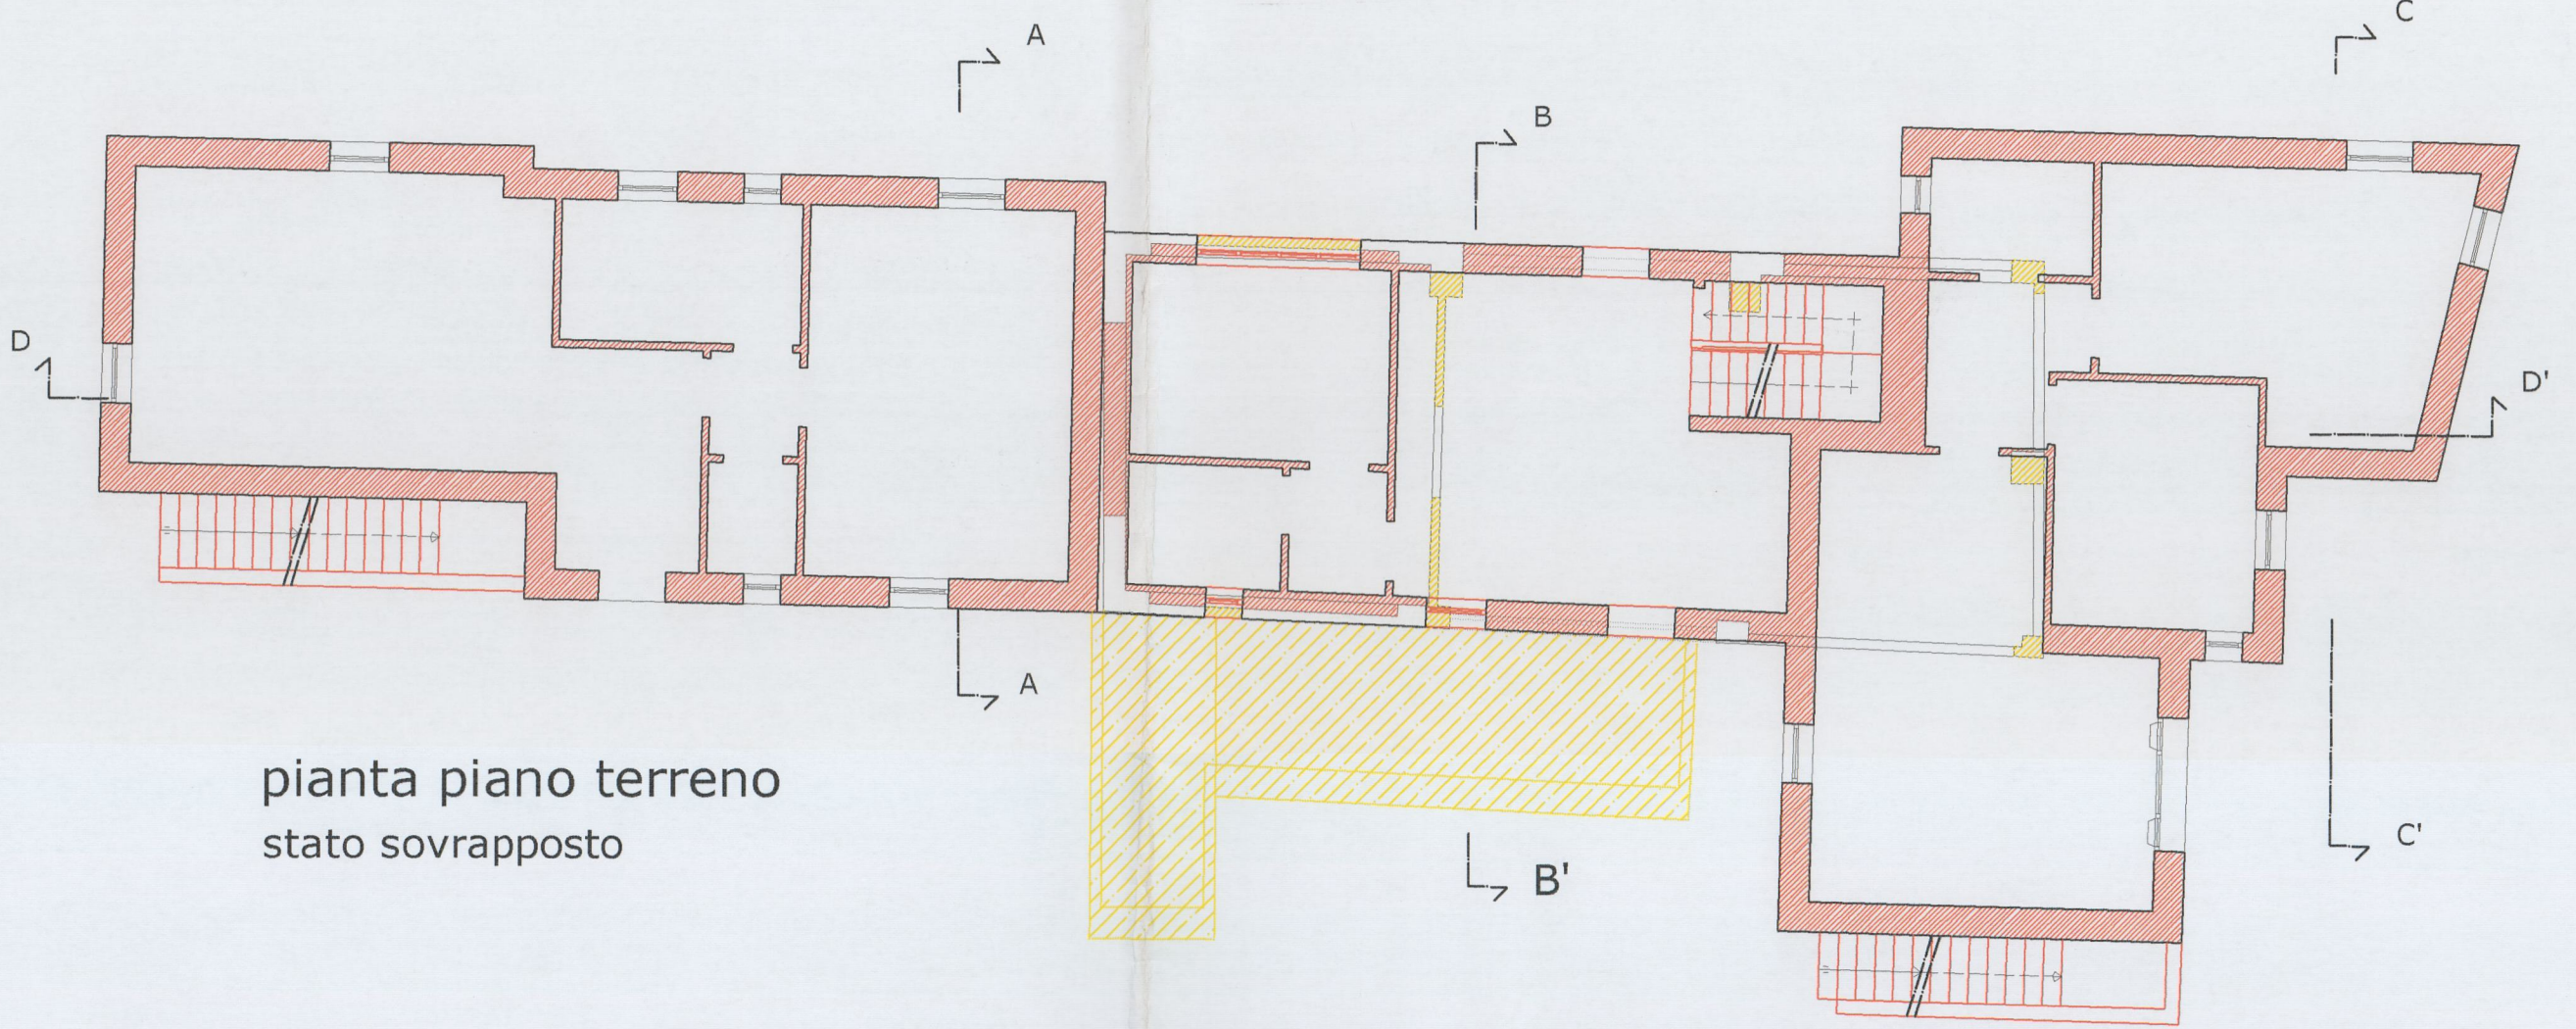 C
A
B
D
D'
A
pianta piano terreno
stato sovrapposto
C'
B'